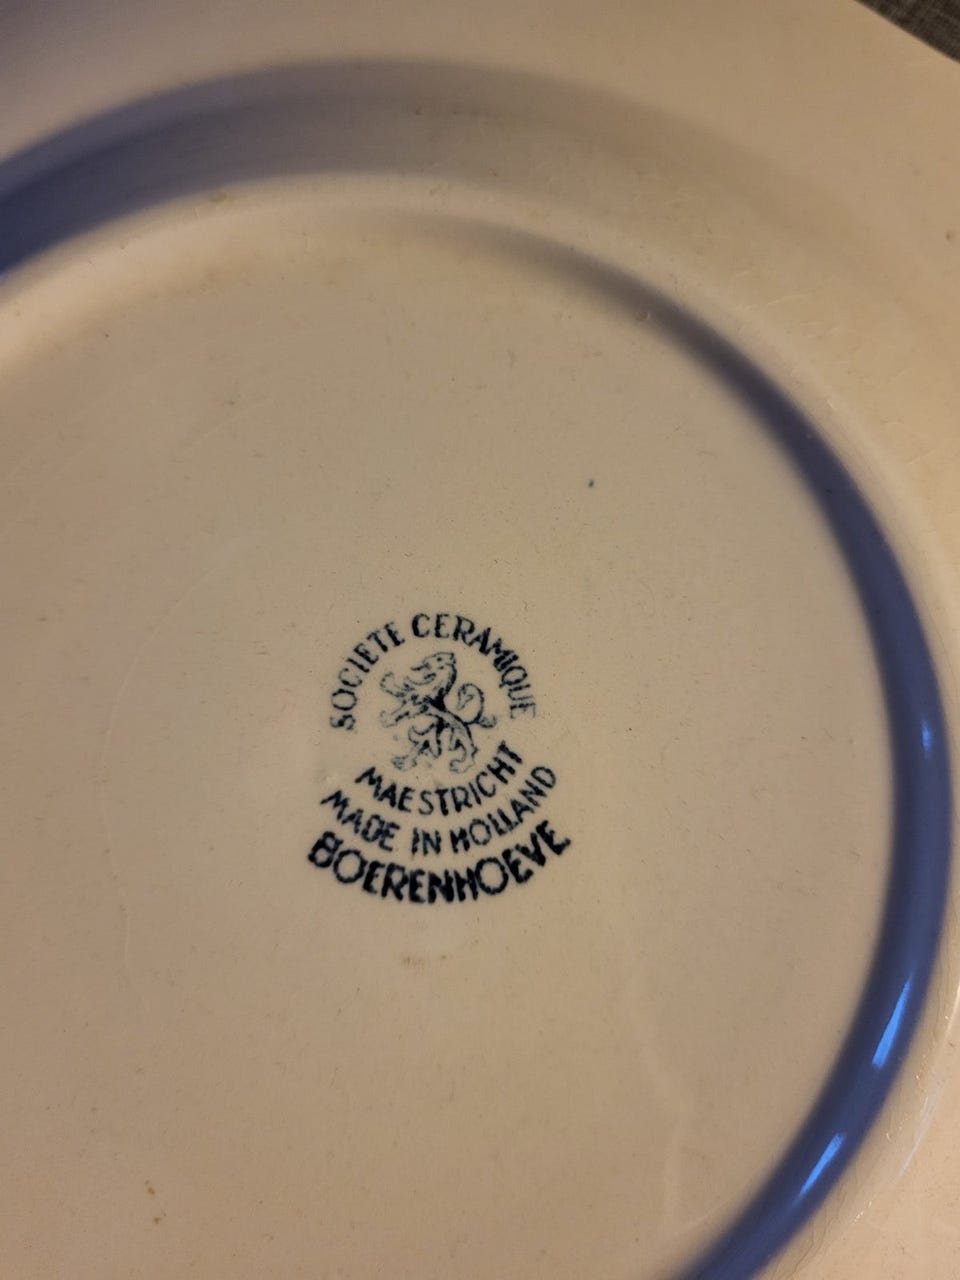 SOCIETE CERAMIQUE
MAESTRICHT
MADE IN HOLLAND
BOERENHOEVE